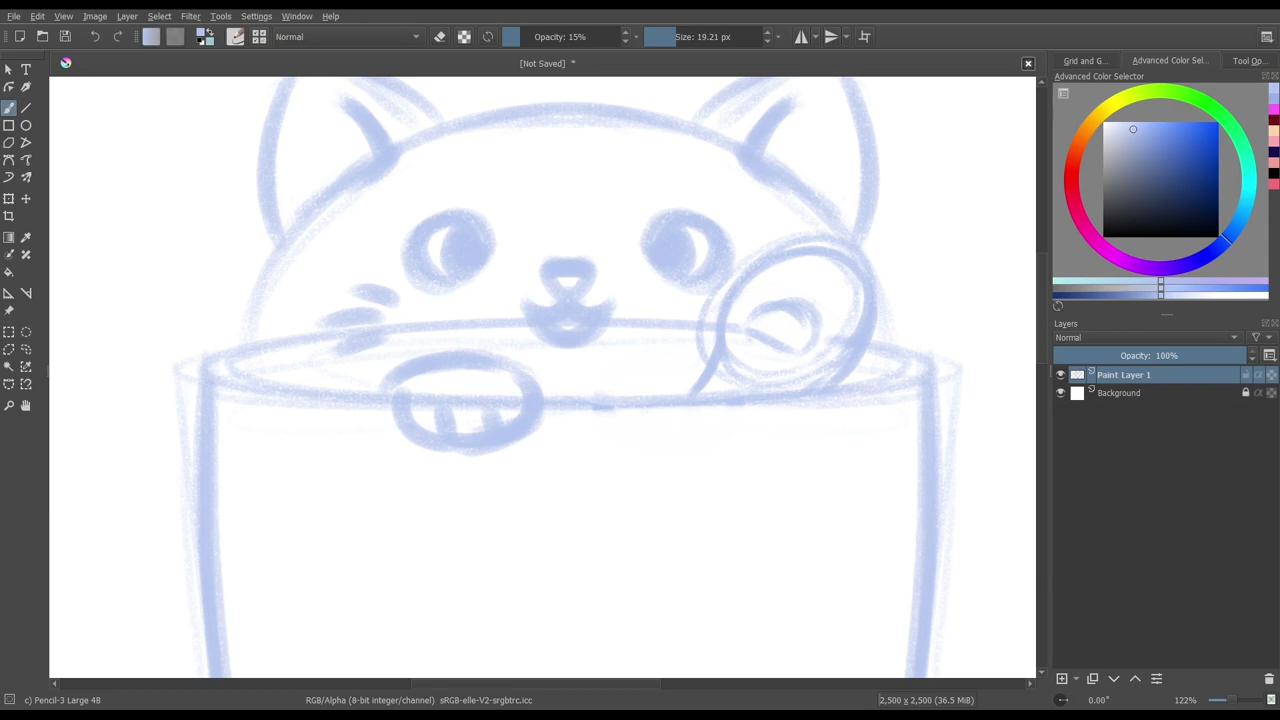 File Edit View Image Layer Select Filter Tools Settings Window Help
Normal Opacity: 15% Size: 19.21 px
[Not Saved] *
Grid and G... Advanced Color Sel... Tool Op...
Advanced Color Selector
Layers
Normal
Opacity: 100%
Paint Layer 1
Background
c) Pencil-3 Large 4B RGB/Alpha (8-bit integer/channel) sRGB-elle-V2-srgbtrc.icc 2,500 x 2,500 (36.5 MiB) 0.00° 122%